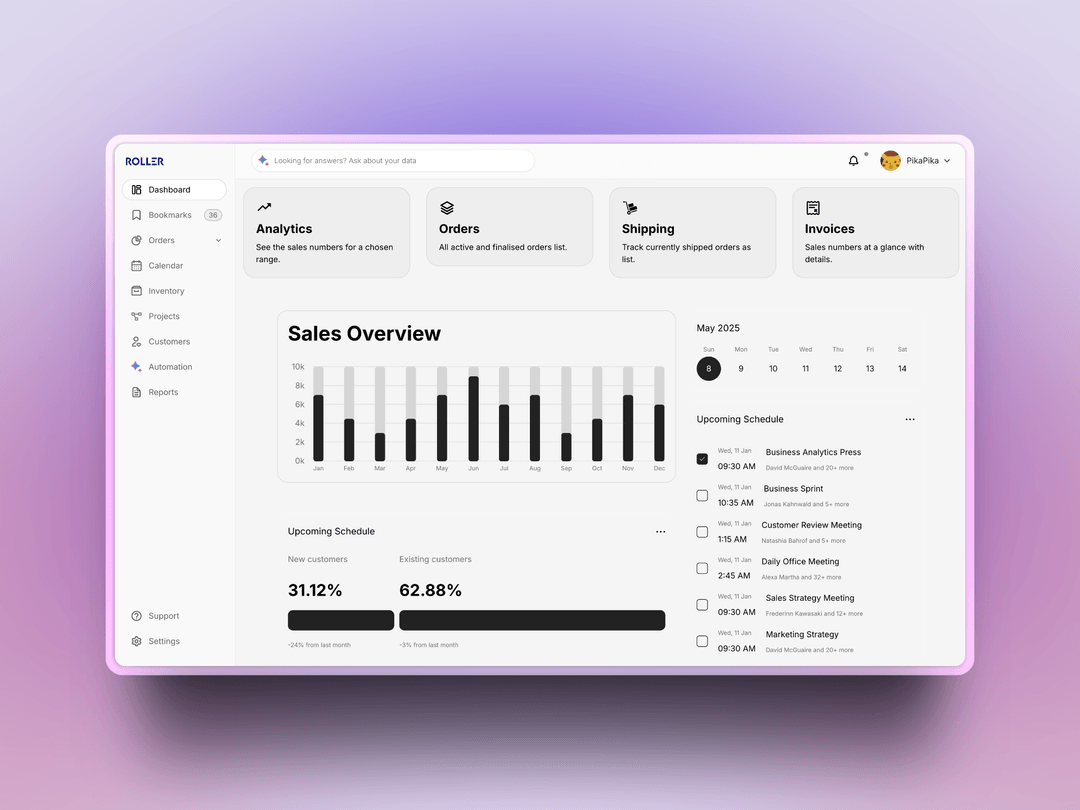 ROLLER
Looking for answers? Ask about your data
PikaPika
Dashboard
Bookmarks 36
Orders
Calendar
Inventory
Projects
Customers
Automation
Reports
Support
Settings
Analytics
See the sales numbers for a chosen
range.
Orders
All active and finalised orders list.
Shipping
Track currently shipped orders as
list.
Invoices
Sales numbers at a glance with
details.
Sales Overview
10k
8k
6k
4k
2k
0k
Jan Feb Mar Apr May Jun Jul Aug Sep Oct Nov Dec
Upcoming Schedule
New customers Existing customers
31.12% 62.88%
-24% from last month -3% from last month
May 2025
Sun Mon Tue Wed Thu Fri Sat
8 9 10 11 12 13 14
Upcoming Schedule
Wed, 11 Jan Business Analytics Press
09:30 AM David McGuaire and 20+ more
Wed, 11 Jan Business Sprint
10:35 AM Jonas Kahnwald and 5+ more
Wed, 11 Jan Customer Review Meeting
1:15 AM Natashia Bahrof and 5+ more
Wed, 11 Jan Daily Office Meeting
2:45 AM Alexa Martha and 32+ more
Wed, 11 Jan Sales Strategy Meeting
09:30 AM Frederinn Kawasaki and 12+ more
Wed, 11 Jan Marketing Strategy
09:30 AM David McGuaire and 20+ more